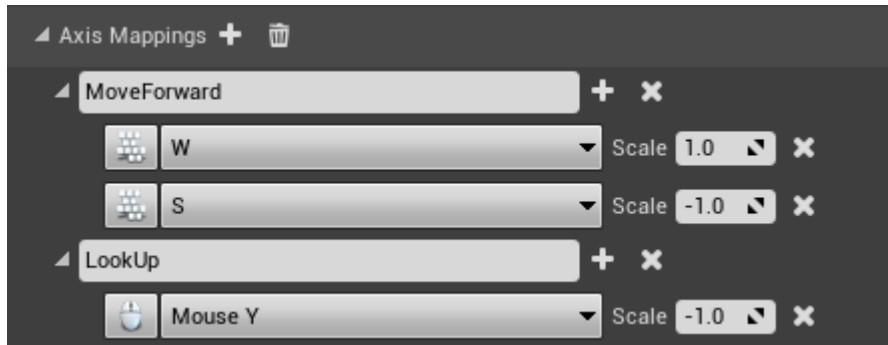 Axis Mappings
MoveForward
W Scale 1.0
S Scale -1.0
LookUp
Mouse Y Scale -1.0